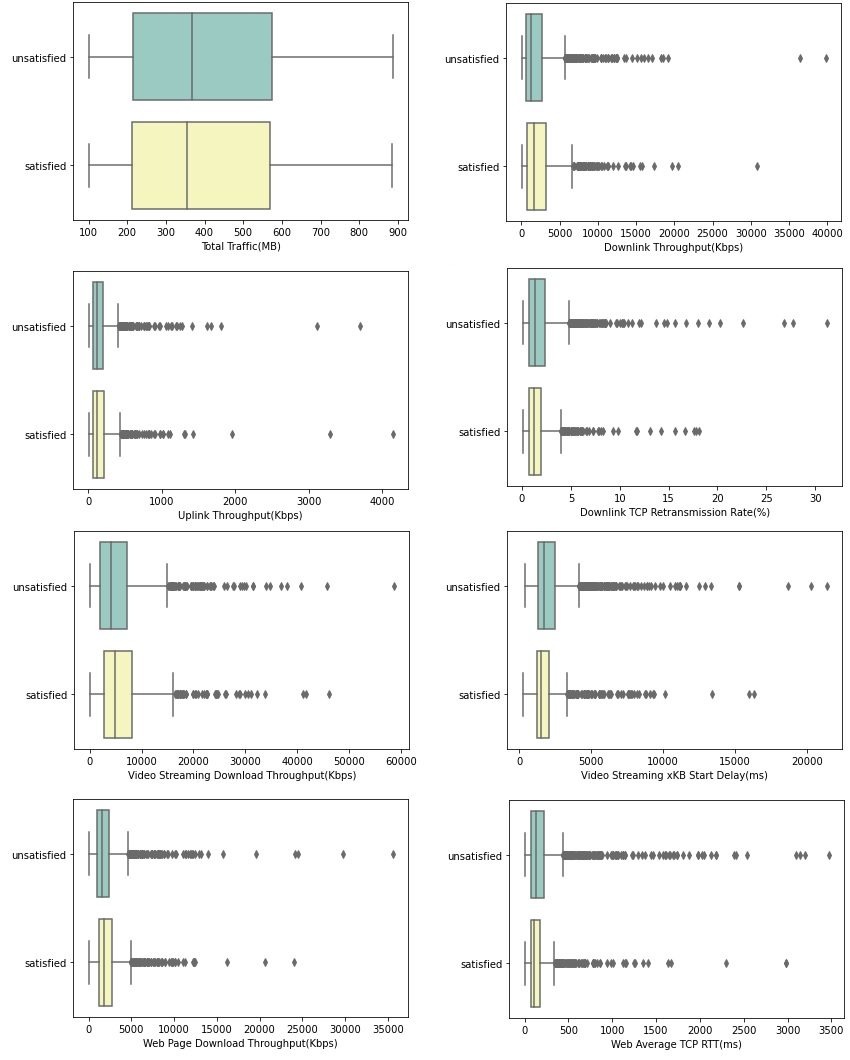 unsatisfied
satisfied
100 200 300 400 500 600 700 800 900
Total Traffic(MB)
unsatisfied
satisfied
0 5000 10000 15000 20000 25000 30000 35000 40000
Downlink Throughput(Kbps)
unsatisfied
satisfied
0 1000 2000 3000 4000
Uplink Throughput(Kbps)
unsatisfied
satisfied
0 5 10 15 20 25 30
Downlink TCP Retransmission Rate(%)
unsatisfied
satisfied
0 10000 20000 30000 40000 50000 60000
Video Streaming Download Throughput(Kbps)
unsatisfied
satisfied
0 5000 10000 15000 20000
Video Streaming xKB Start Delay(ms)
unsatisfied
satisfied
0 5000 10000 15000 20000 25000 30000 35000
Web Page Download Throughput(Kbps)
unsatisfied
satisfied
0 500 1000 1500 2000 2500 3000 3500
Web Average TCP RTT(ms)